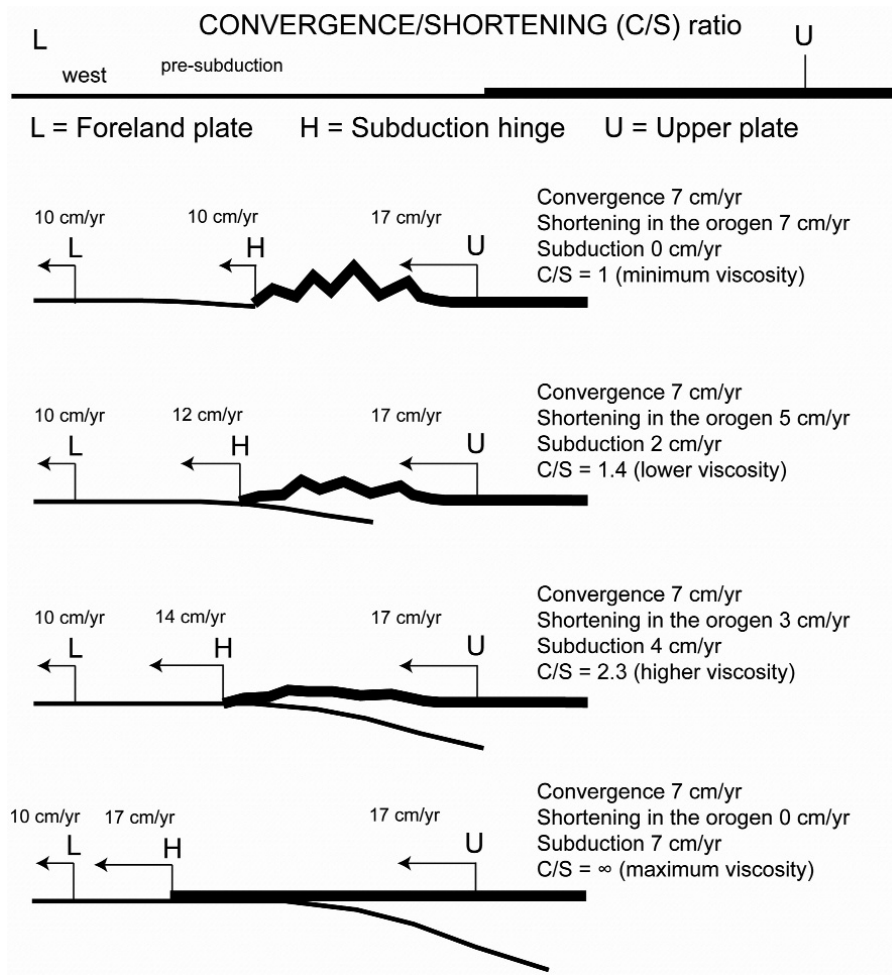 CONVERGENCE/SHORTENING (C/S) ratio
L
U
west
pre-subduction
L = Foreland plate H = Subduction hinge U = Upper plate
10 cm/yr 10 cm/yr 17 cm/yr
L H U
Convergence 7 cm/yr
Shortening in the orogen 7 cm/yr
Subduction 0 cm/yr
C/S = 1 (minimum viscosity)
10 cm/yr 12 cm/yr 17 cm/yr
L H U
Convergence 7 cm/yr
Shortening in the orogen 5 cm/yr
Subduction 2 cm/yr
C/S = 1.4 (lower viscosity)
10 cm/yr 14 cm/yr 17 cm/yr
L H U
Convergence 7 cm/yr
Shortening in the orogen 3 cm/yr
Subduction 4 cm/yr
C/S = 2.3 (higher viscosity)
10 cm/yr 17 cm/yr 17 cm/yr
L H U
Convergence 7 cm/yr
Shortening in the orogen 0 cm/yr
Subduction 7 cm/yr
C/S = ∞ (maximum viscosity)